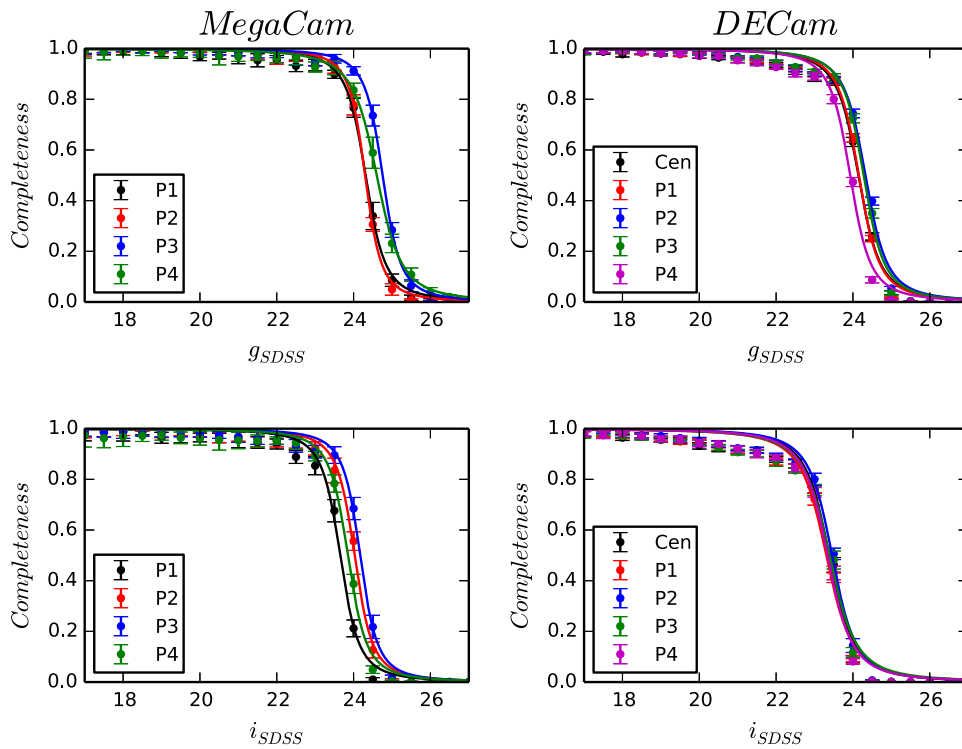 MegaCam
DECam
1.0
0.8
0.6
0.4
0.2
0.0
Completeness
P1
P2
P3
P4
18 20 22 24 26
g_SDSS
1.0
0.8
0.6
0.4
0.2
0.0
Completeness
Cen
P1
P2
P3
P4
18 20 22 24 26
g_SDSS
1.0
0.8
0.6
0.4
0.2
0.0
Completeness
P1
P2
P3
P4
18 20 22 24 26
i_SDSS
1.0
0.8
0.6
0.4
0.2
0.0
Completeness
Cen
P1
P2
P3
P4
18 20 22 24 26
i_SDSS